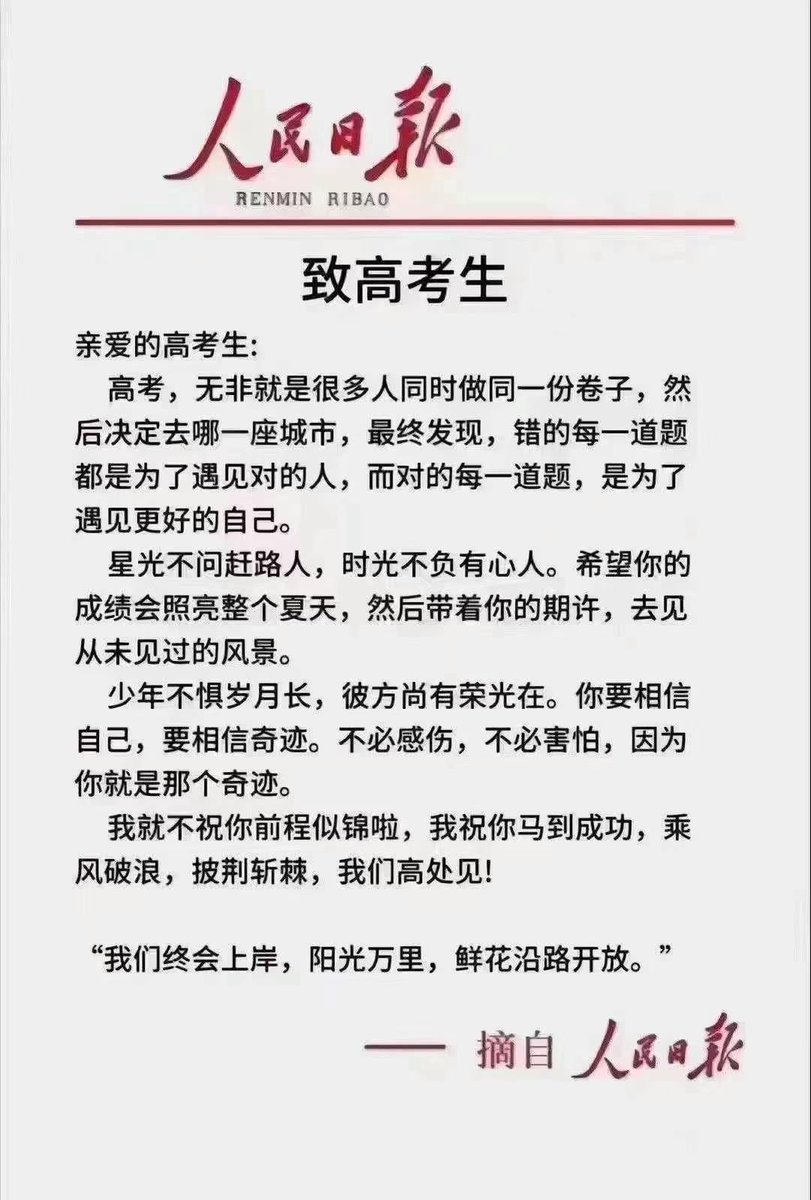 人民日报
RENMIN RIBAO
致高考生
亲爱的高考生:
高考，无非就是很多人同时做同一份卷子，然
后决定去哪一座城市，最终发现，错的每一道题
都是为了遇见对的人，而对的每一道题，是为了
遇见更好的自己。
星光不问赶路人，时光不负有心人。希望你的
成绩会照亮整个夏天，然后带着你的期许，去见
从未见过的风景。
少年不惧岁月长，彼方尚有荣光在。你要相信
自己，要相信奇迹。不必感伤，不必害怕，因为
你就是那个奇迹。
我就不祝你前程似锦啦，我祝你马到成功，乘
风破浪，披荆斩棘，我们高处见!
“我们终会上岸，阳光万里，鲜花沿路开放。”
—— 摘自 人民日报